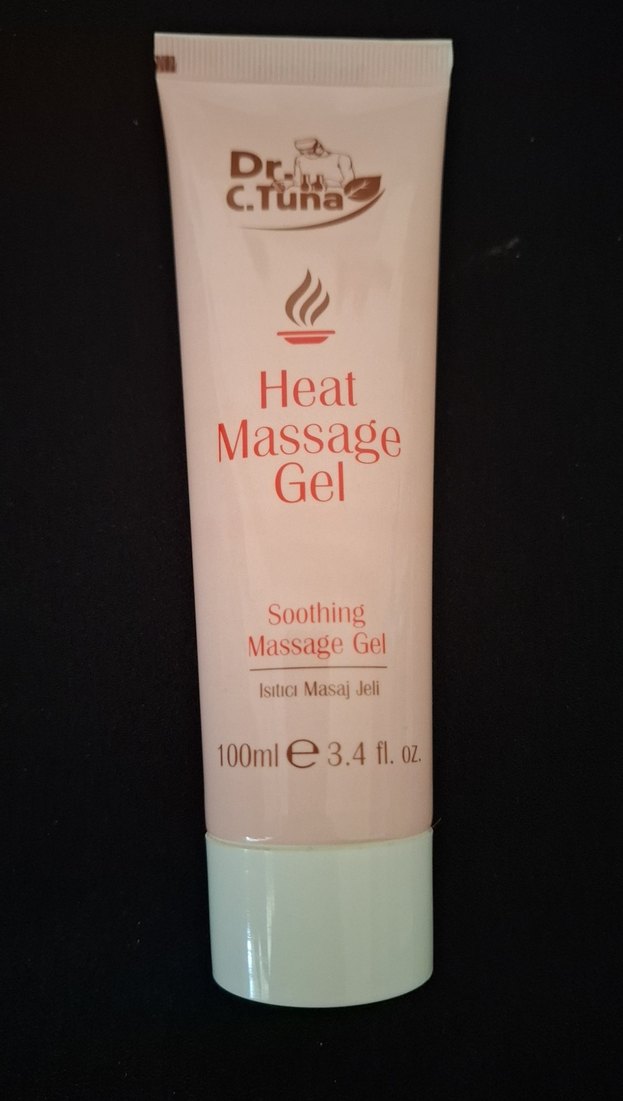 Dr.
C.Tuna
Heat
Massage
Gel
Soothing
Massage Gel
Isıtıcı Masaj Jeli
100ml ℮ 3.4 fl. oz.